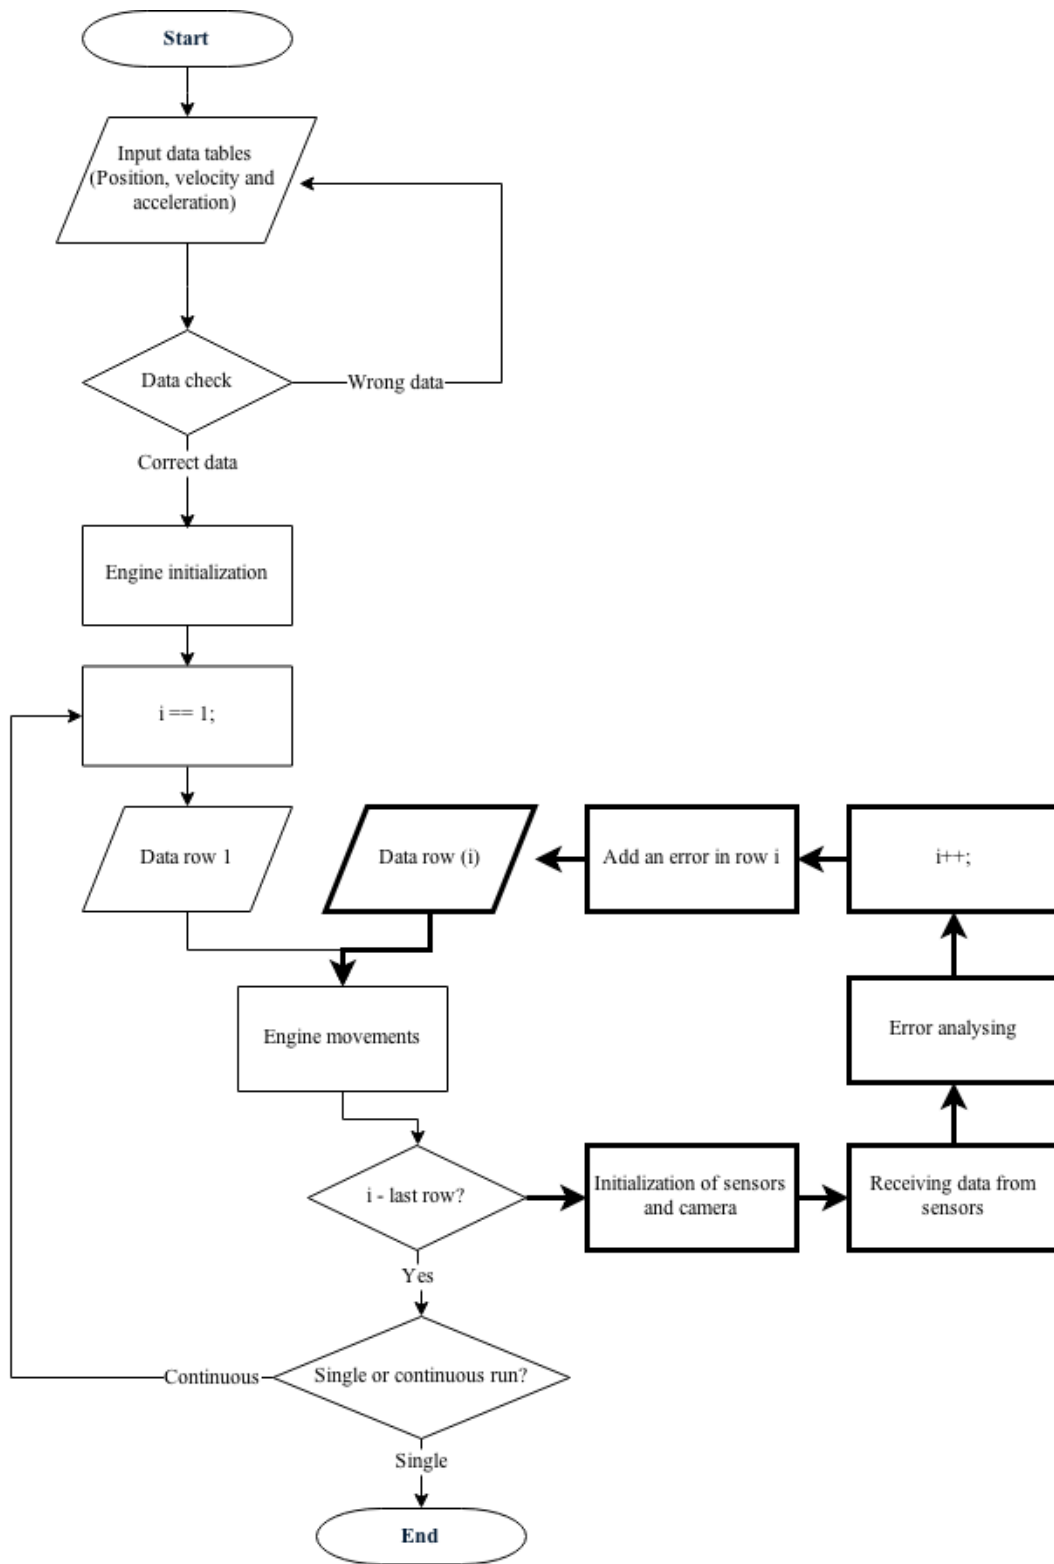 Start
Input data tables
(Position, velocity and
acceleration)
Data check
Wrong data
Correct data
Engine initialization
i == 1;
Data row 1
Data row (i)
Add an error in row i
i++;
Engine movements
Error analysing
i - last row?
Initialization of sensors
and camera
Receiving data from
sensors
Yes
Single or continuous run?
Continuous
Single
End